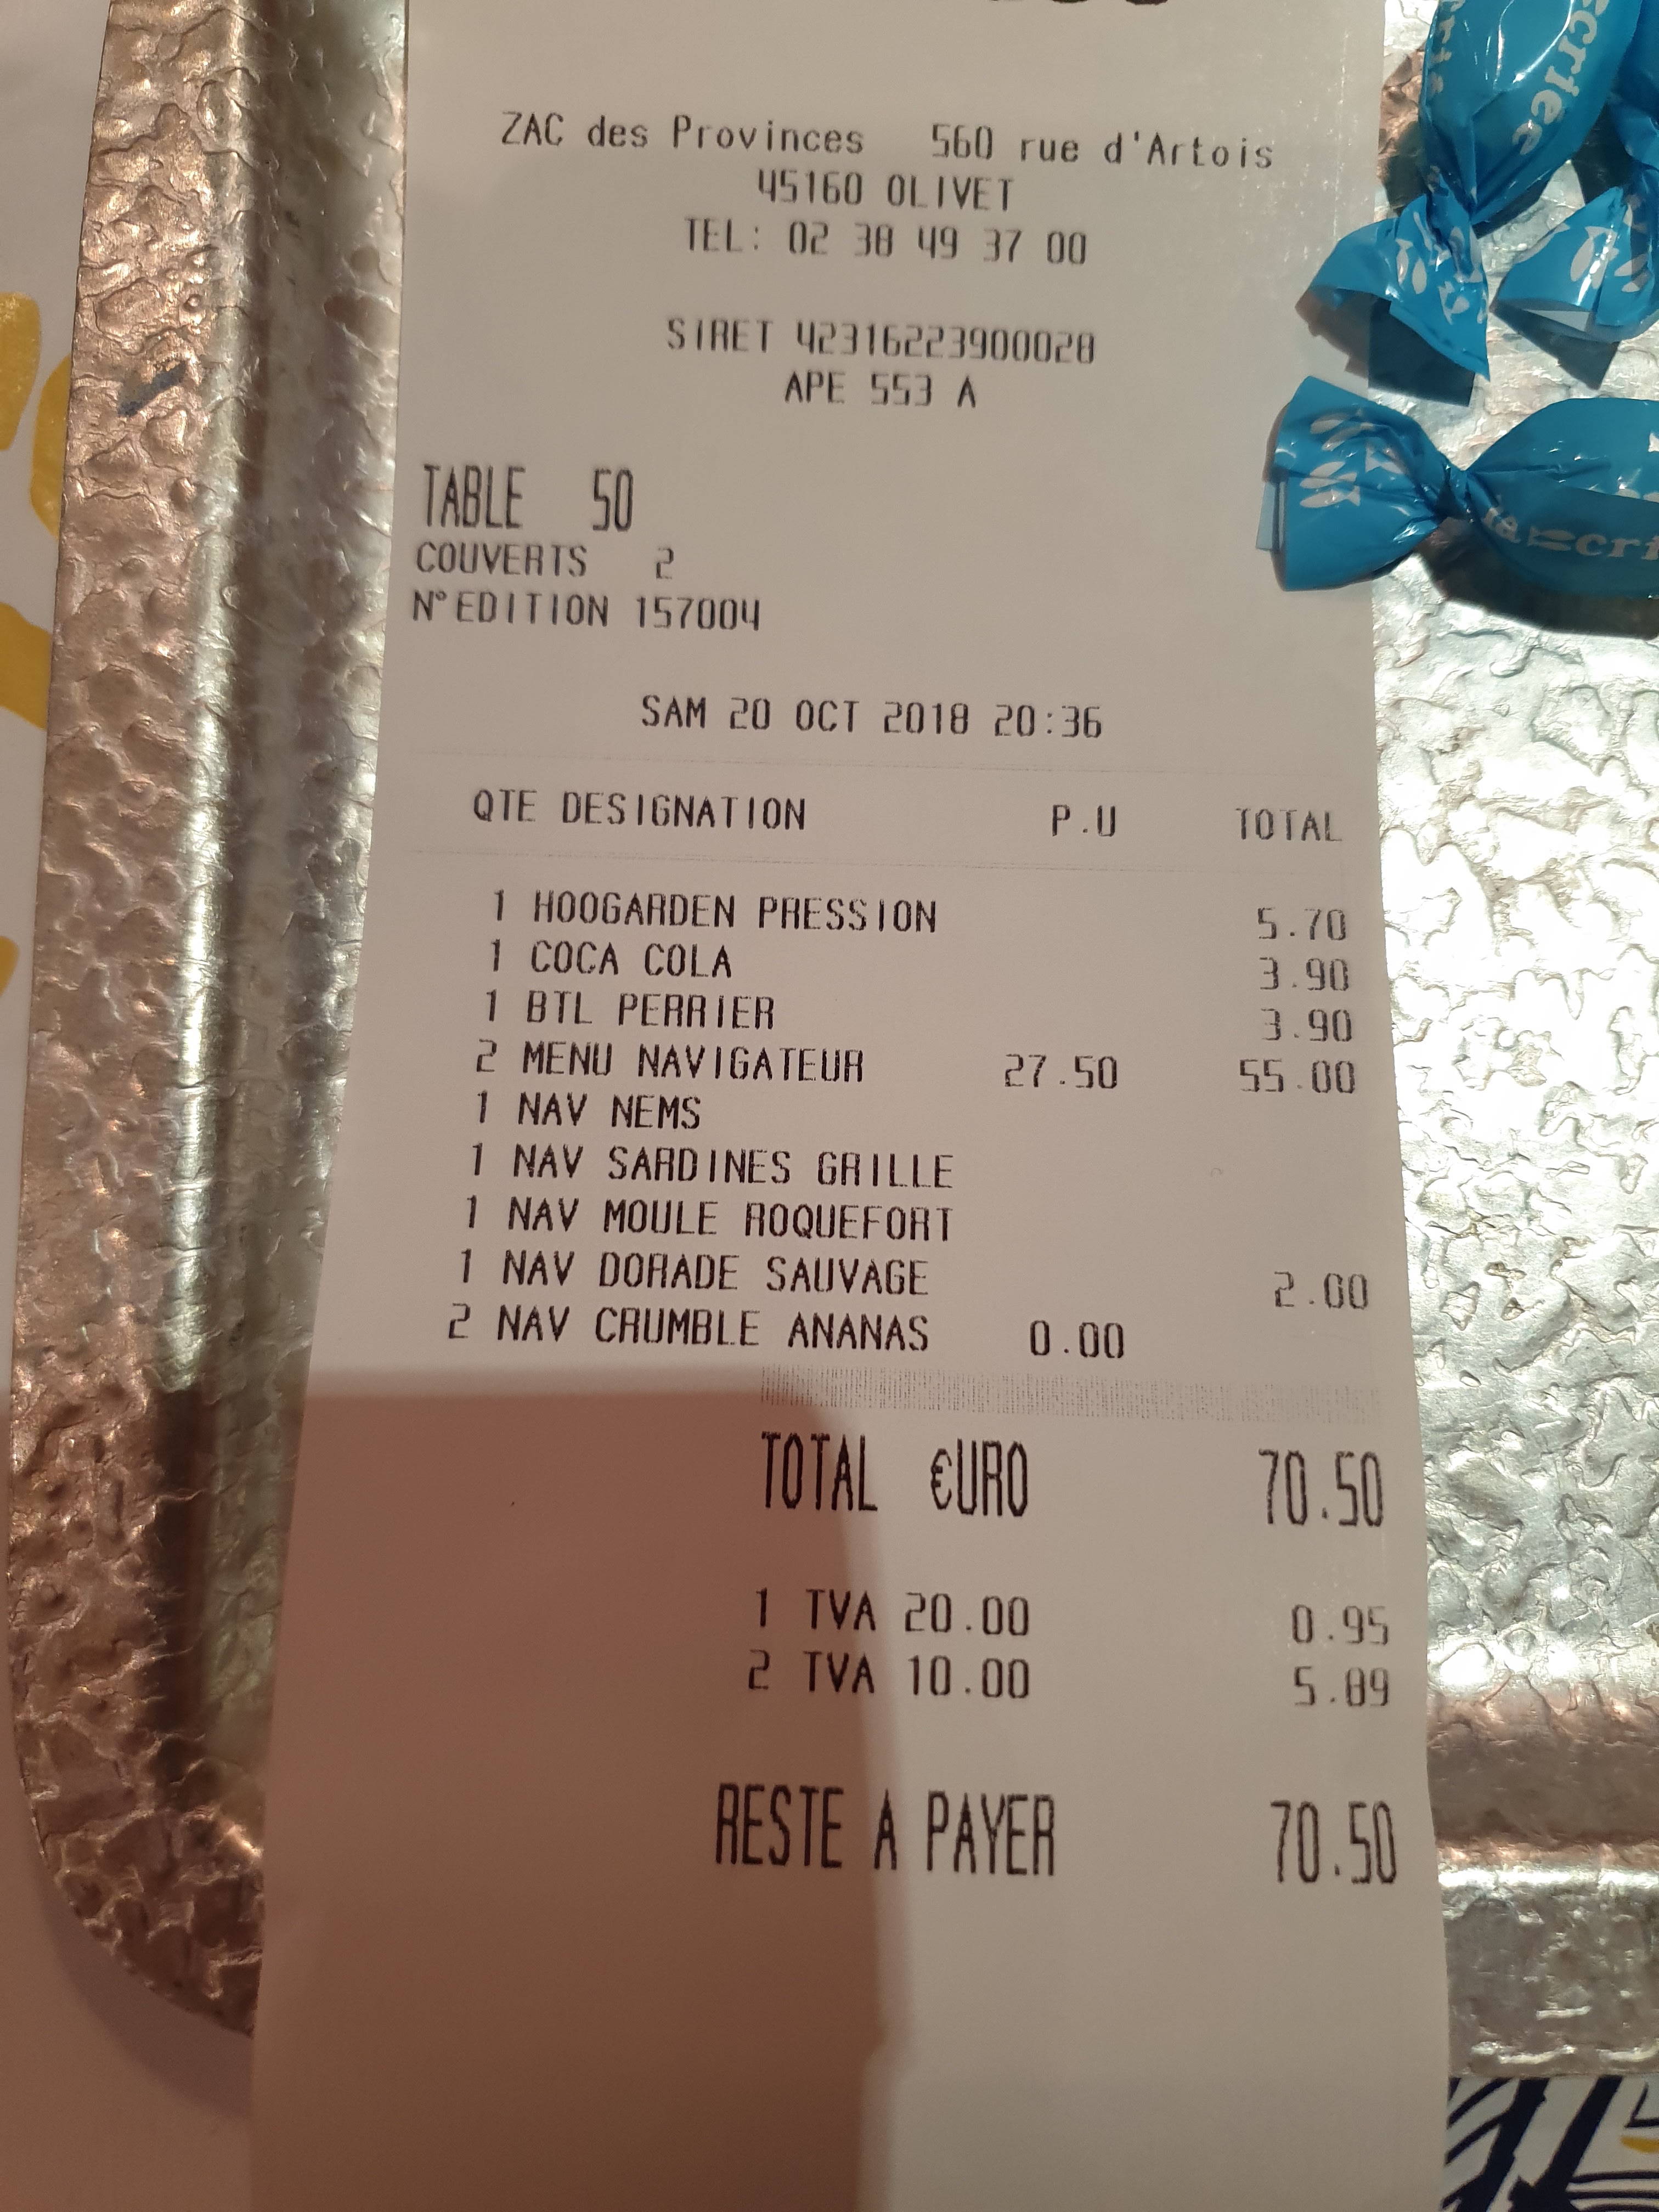 ZAC des Provinces 560 rue d'Artois
45160 OLIVET
TEL: 02 38 49 37 00
SIRET 42316223900028
APE 553 A
TABLE 50
COUVERTS 2
N°EDITION 157004
SAM 20 OCT 2018 20:36
QTE DESIGNATION P.U TOTAL
1 HOOGARDEN PRESSION 5.70
1 COCA COLA 3.90
1 BTL PERRIER 3.90
2 MENU NAVIGATEUR 27.50 55.00
1 NAV NEMS
1 NAV SARDINES GRILLE
1 NAV MOULE ROQUEFORT
1 NAV DORADE SAUVAGE 2.00
2 NAV CRUMBLE ANANAS 0.00
TOTAL €URO 70.50
1 TVA 20.00 0.95
2 TVA 10.00 5.89
RESTE A PAYER 70.50
criée